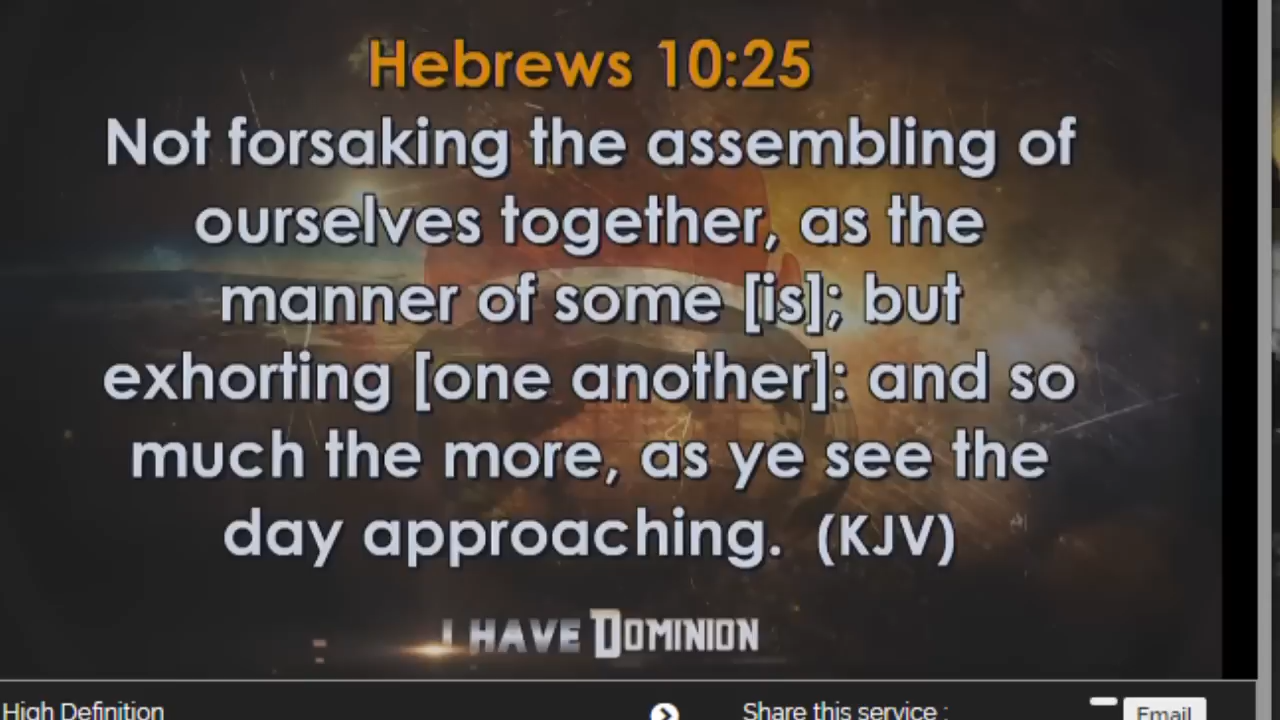 Hebrews 10:25
Not forsaking the assembling of
ourselves together, as the
manner of some [is]; but
exhorting [one another]: and so
much the more, as ye see the
day approaching. (KJV)
I HAVE DOMINION
High Definition
Share this service :
Email